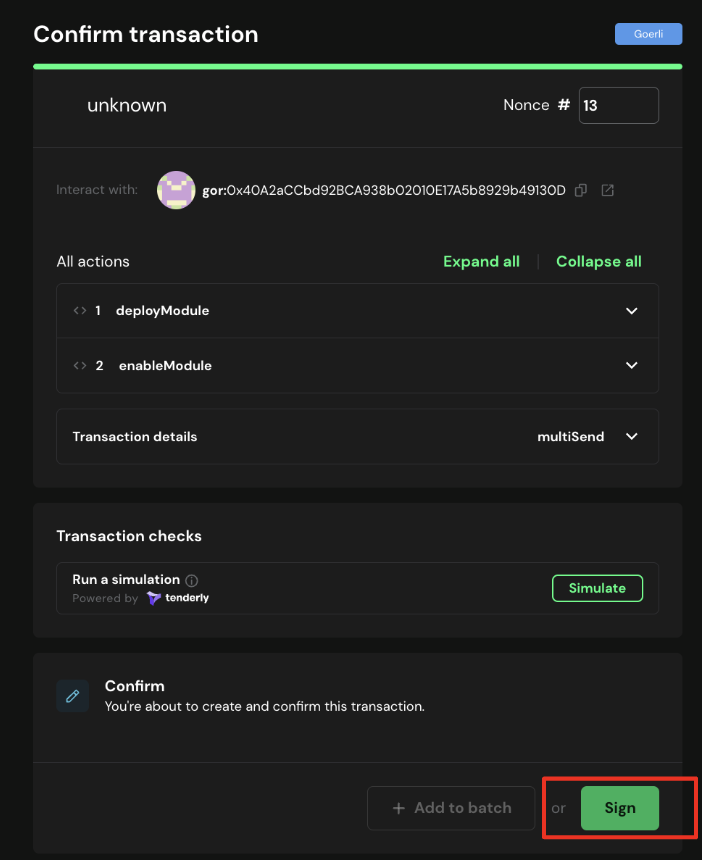 Confirm transaction
Goerli
unknown
Nonce # 13
Interact with: gor:0x40A2aCCbd92BCA938b02010E17A5b8929b49130D
All actions
Expand all
Collapse all
1 deployModule
2 enableModule
Transaction details
multiSend
Transaction checks
Run a simulation
Powered by tenderly
Simulate
Confirm
You're about to create and confirm this transaction.
+ Add to batch
or
Sign